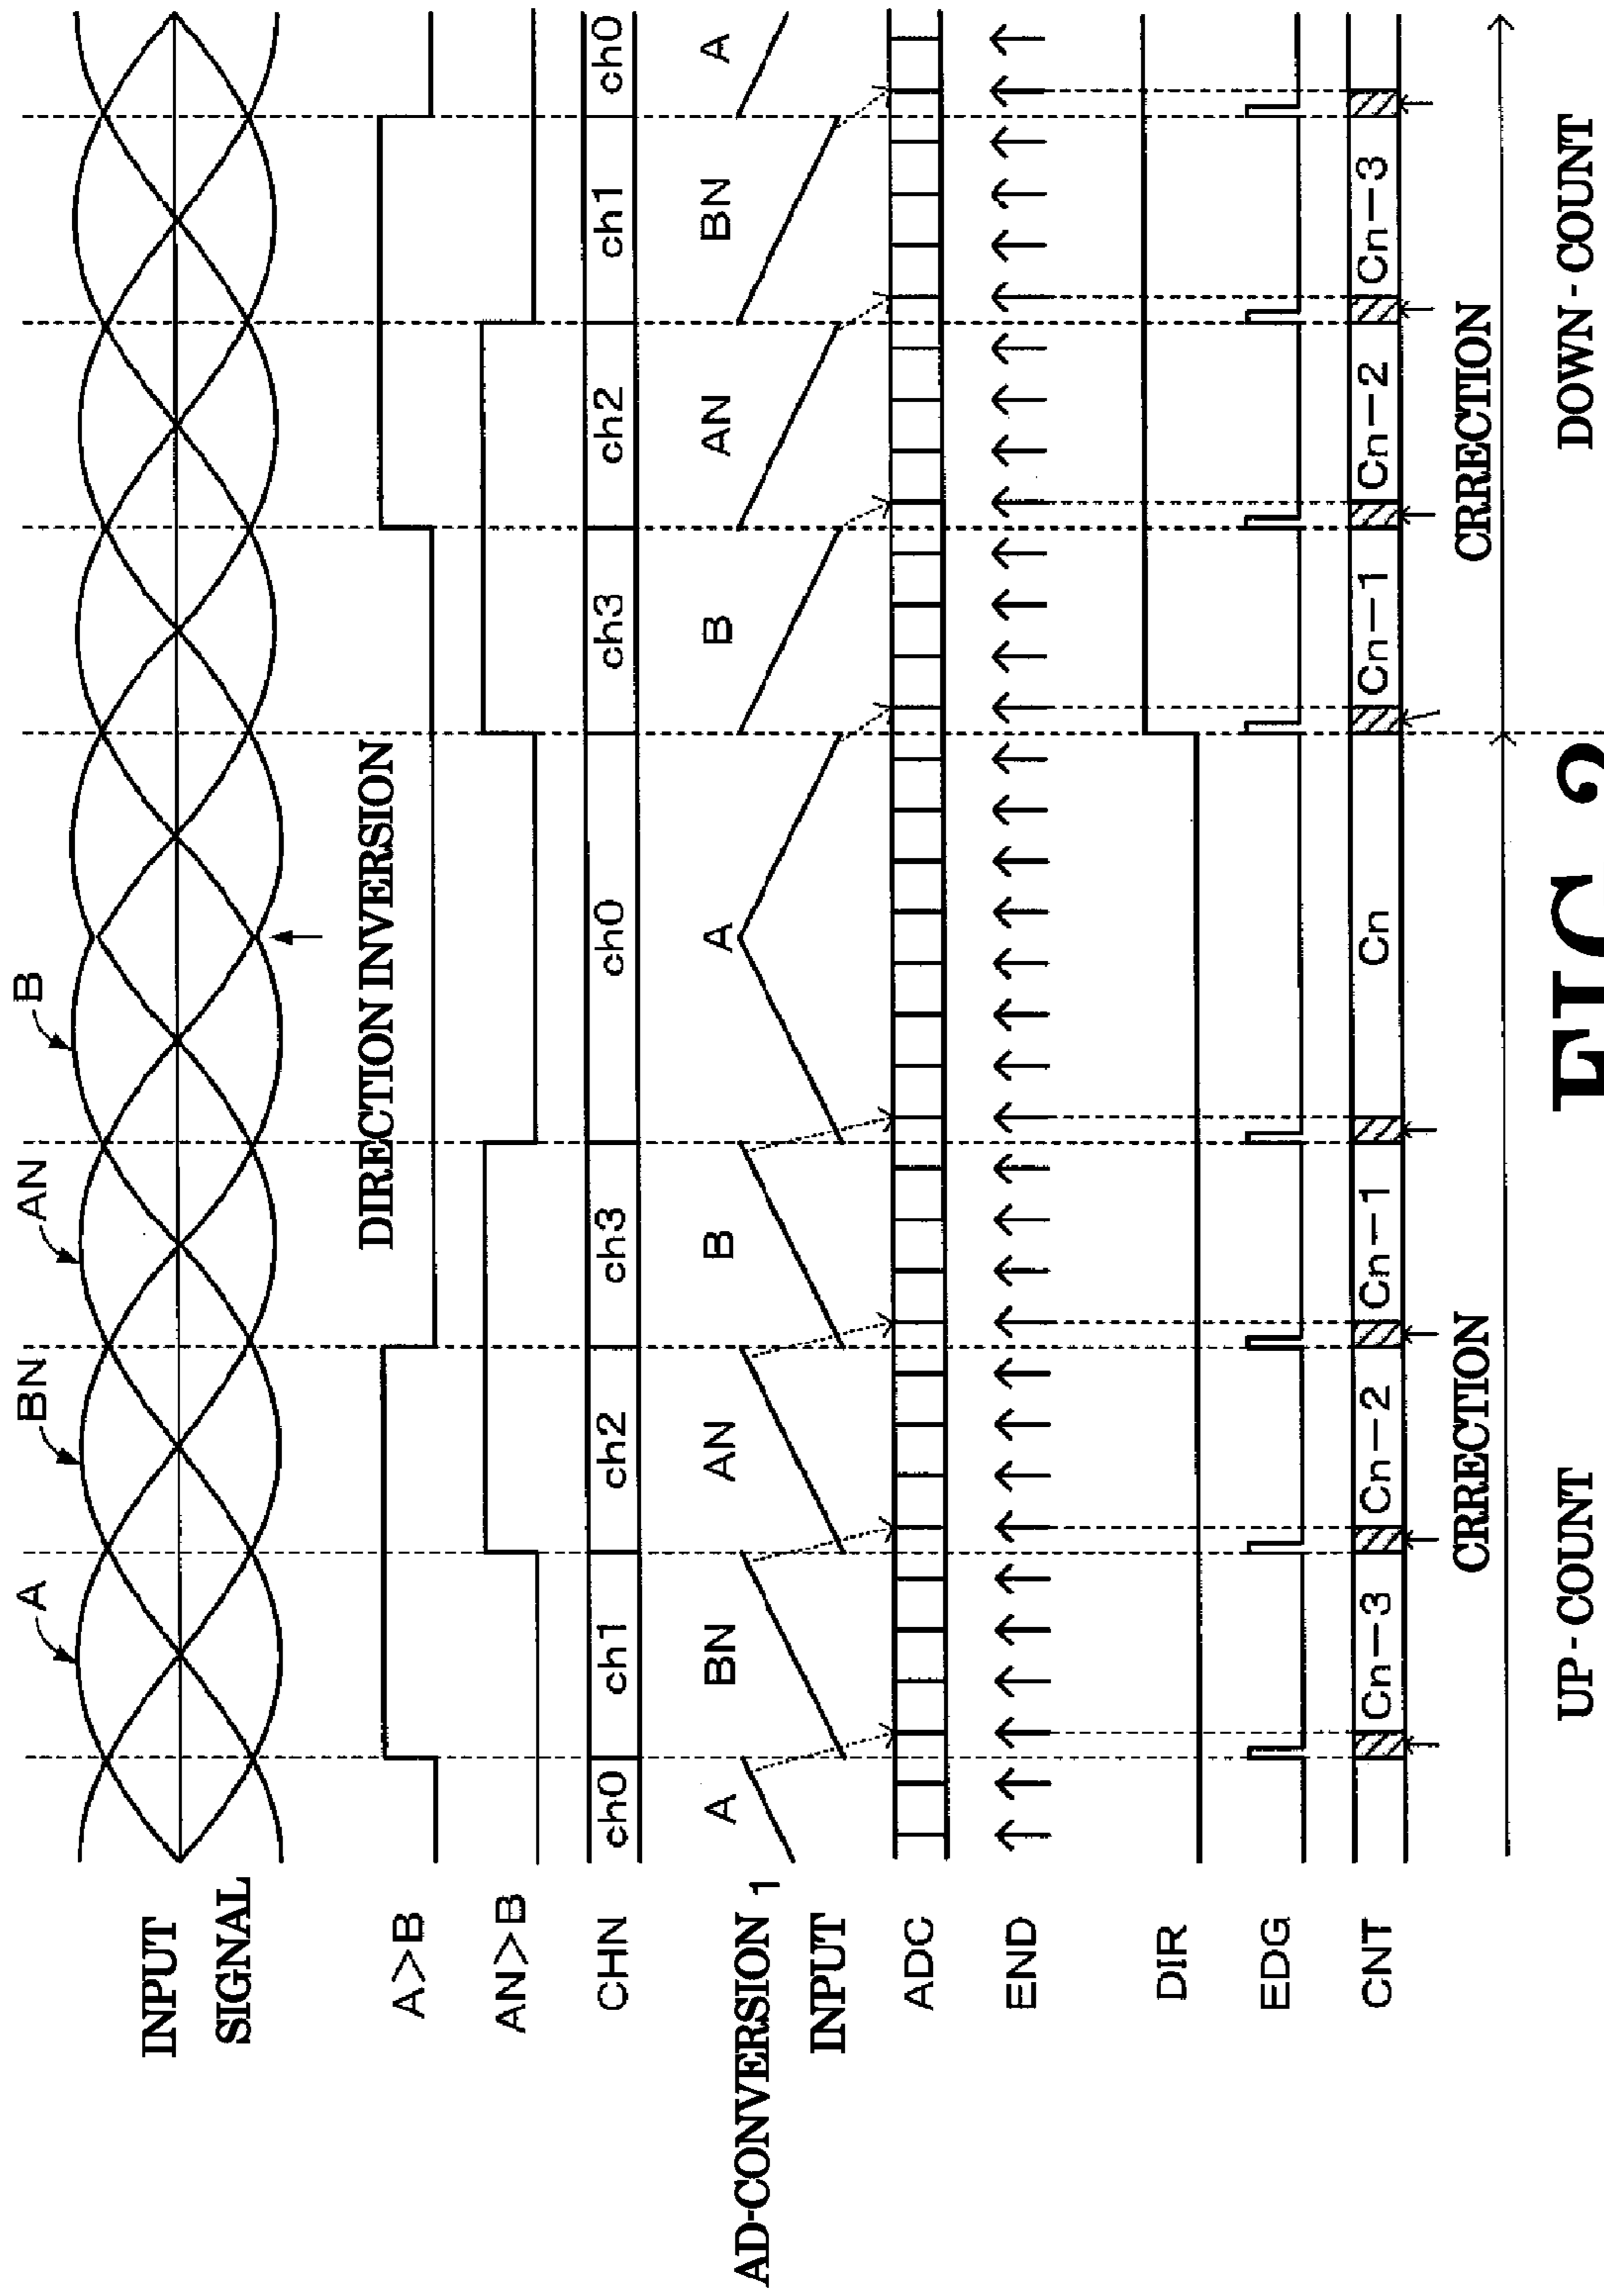 A BN AN B
INPUT
SIGNAL
DIRECTION INVERSION
A>B
AN>B
CHN ch0 ch1 ch2 ch3 ch0 ch3 ch2 ch1 ch0
A BN AN B A B AN BN A
AD-CONVERSION 1
INPUT
ADC
END
DIR
EDG
CNT Cn-3 Cn-2 Cn-1 Cn Cn-1 Cn-2 Cn-3
CRRECTION CRRECTION
UP-COUNT DOWN-COUNT